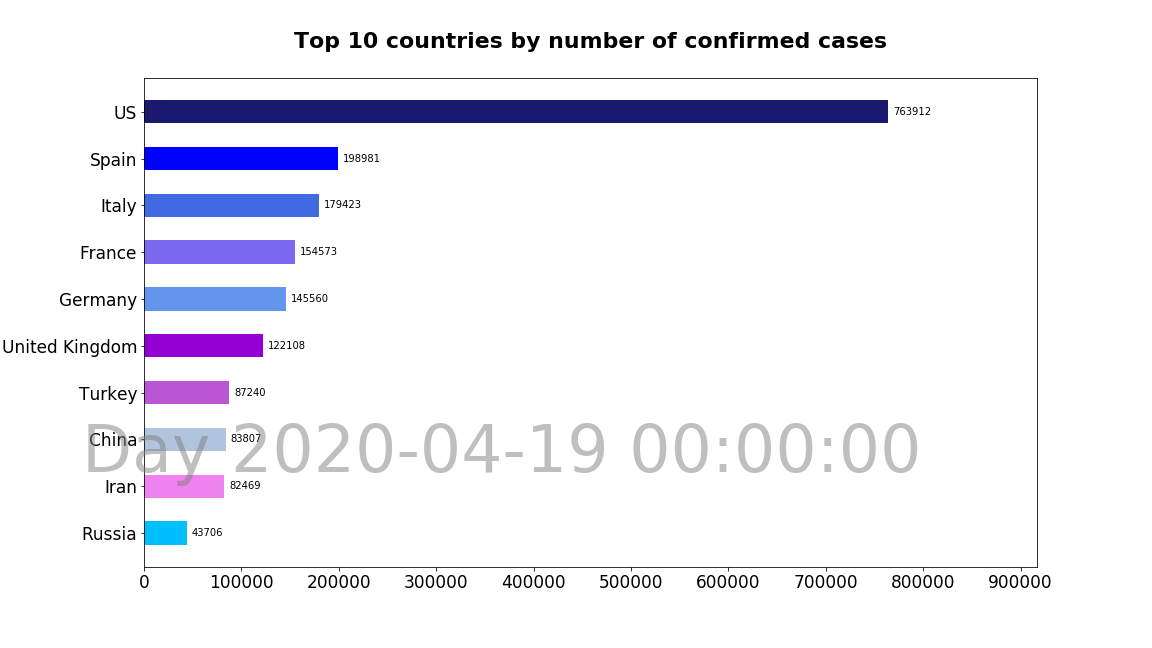 Top 10 countries by number of confirmed cases
US 763912
Spain 198981
Italy 179423
France 154573
Germany 145560
United Kingdom 122108
Turkey 87240
China 83807
Day 2020-04-19 00:00:00
Iran 82469
Russia 43706
0 100000 200000 300000 400000 500000 600000 700000 800000 900000